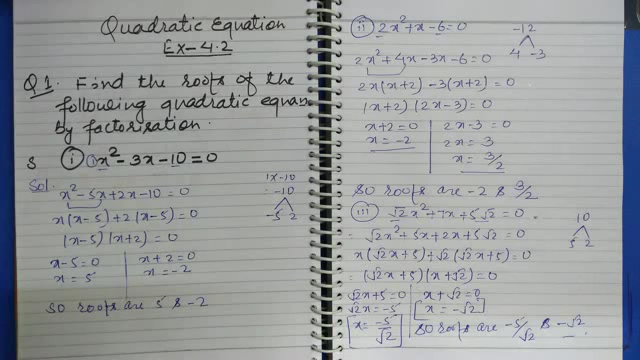 Quadratic Equation
Ex-4.2
Q1. Find the roots of the
following quadratic equan
by factorisation.
(i) x² - 3x - 10 = 0
1x-10
-10
-5 2
Sol.
x² - 5x + 2x - 10 = 0
x(x-5) + 2(x-5) = 0
(x-5)(x+2) = 0
x-5=0 | x+2=0
x=5 | x=-2
SO roots are 5 & -2
(ii) 2x² + x - 6 = 0
-12
4 -3
2x² + 4x - 3x - 6 = 0
2x(x+2) - 3(x+2) = 0
(x+2)(2x-3) = 0
x+2=0 | 2x-3=0
x=-2 | 2x=3
x=3/2
SO roots are -2 & 3/2
(iii) √2x² + 7x + 5√2 = 0
10
5 2
√2x² + 5x + 2x + 5√2 = 0
x(√2x+5) + √2(√2x+5) = 0
(√2x+5)(x+√2) = 0
√2x+5=0 | x+√2=0
√2x=-5 | x=-√2
x=-5/√2
SO roots are -5/√2 & -√2